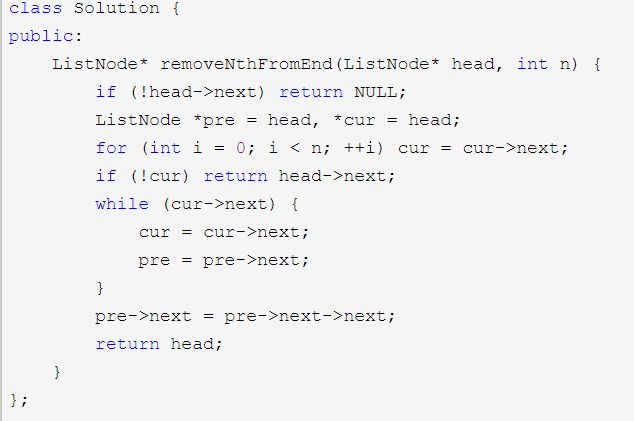 class Solution {
public:
    ListNode* removeNthFromEnd(ListNode* head, int n) {
        if (!head->next) return NULL;
        ListNode *pre = head, *cur = head;
        for (int i = 0; i < n; ++i) cur = cur->next;
        if (!cur) return head->next;
        while (cur->next) {
            cur = cur->next;
            pre = pre->next;
        }
        pre->next = pre->next->next;
        return head;
    }
};